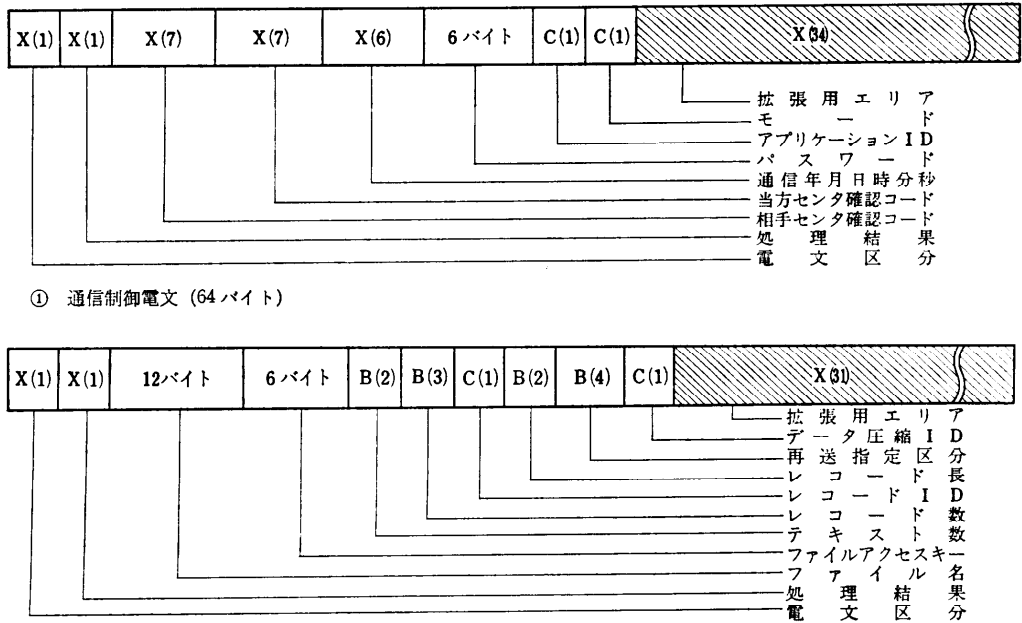 X(1) X(1) X(7) X(7) X(6) 6バイト C(1) C(1) X(34)
拡張用エリア
モード
アプリケーションID
パスワード
通信年月日時分秒
当方センタ確認コード
相手センタ確認コード
処理結果
電文区分
① 通信制御電文(64バイト)
X(1) X(1) 12バイト 6バイト B(2) B(3) C(1) B(2) B(4) C(1) X(31)
拡張用エリア
データ圧縮ID
再送指定区分
レコード長
レコードID
レコード数
テキスト数
ファイルアクセスキー
ファイル名
処理結果
電文区分